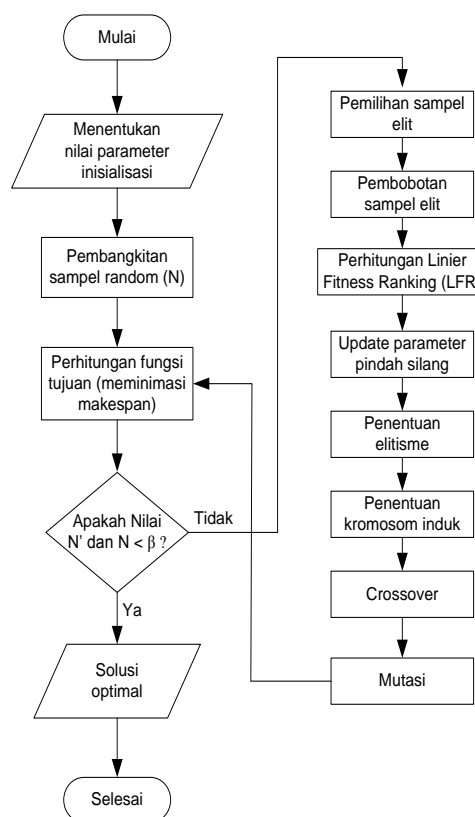 Mulai
Menentukan
nilai parameter
inisialisasi
Pembangkitan
sampel random (N)
Perhitungan fungsi
tujuan (meminimasi
makespan)
Apakah Nilai
N' dan N < β ?
Tidak
Ya
Solusi
optimal
Selesai
Pemilihan sampel
elit
Pembobotan
sampel elit
Perhitungan Linier
Fitness Ranking (LFR)
Update parameter
pindah silang
Penentuan
elitisme
Penentuan
kromosom induk
Crossover
Mutasi